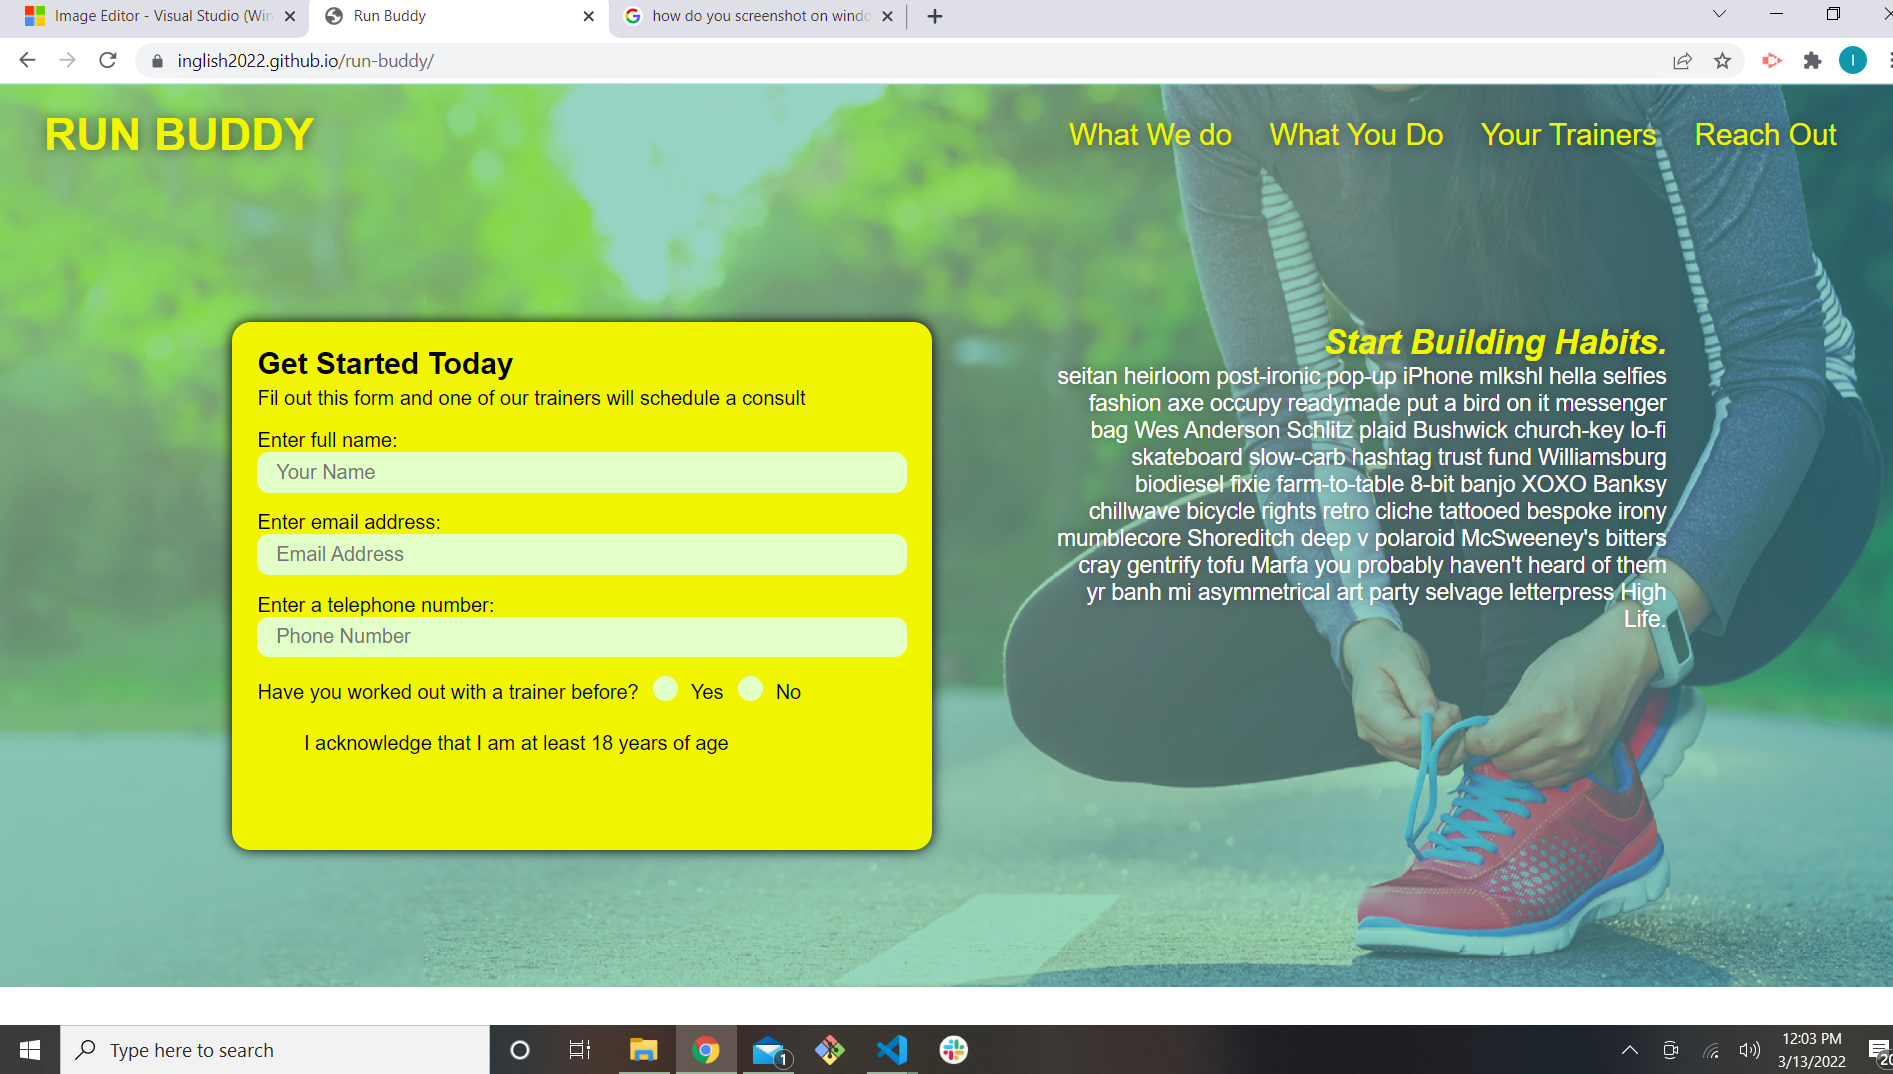 Image Editor - Visual Studio (Win
Run Buddy
how do you screenshot on windo
inglish2022.github.io/run-buddy/
I
RUN BUDDY
What We do
What You Do
Your Trainers
Reach Out
Get Started Today
Fil out this form and one of our trainers will schedule a consult
Enter full name:
Your Name
Enter email address:
Email Address
Enter a telephone number:
Phone Number
Have you worked out with a trainer before? Yes No
I acknowledge that I am at least 18 years of age
Start Building Habits.
seitan heirloom post-ironic pop-up iPhone mlkshl hella selfies
fashion axe occupy readymade put a bird on it messenger
bag Wes Anderson Schlitz plaid Bushwick church-key lo-fi
skateboard slow-carb hashtag trust fund Williamsburg
biodiesel fixie farm-to-table 8-bit banjo XOXO Banksy
chillwave bicycle rights retro cliche tattooed bespoke irony
mumblecore Shoreditch deep v polaroid McSweeney's bitters
cray gentrify tofu Marfa you probably haven't heard of them
yr banh mi asymmetrical art party selvage letterpress High
Life.
Type here to search
1
12:03 PM
3/13/2022
20